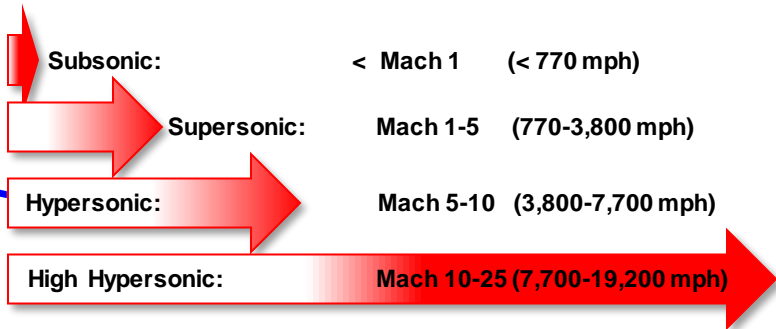 Subsonic: < Mach 1 (< 770 mph)
Supersonic: Mach 1-5 (770-3,800 mph)
Hypersonic: Mach 5-10 (3,800-7,700 mph)
High Hypersonic: Mach 10-25 (7,700-19,200 mph)